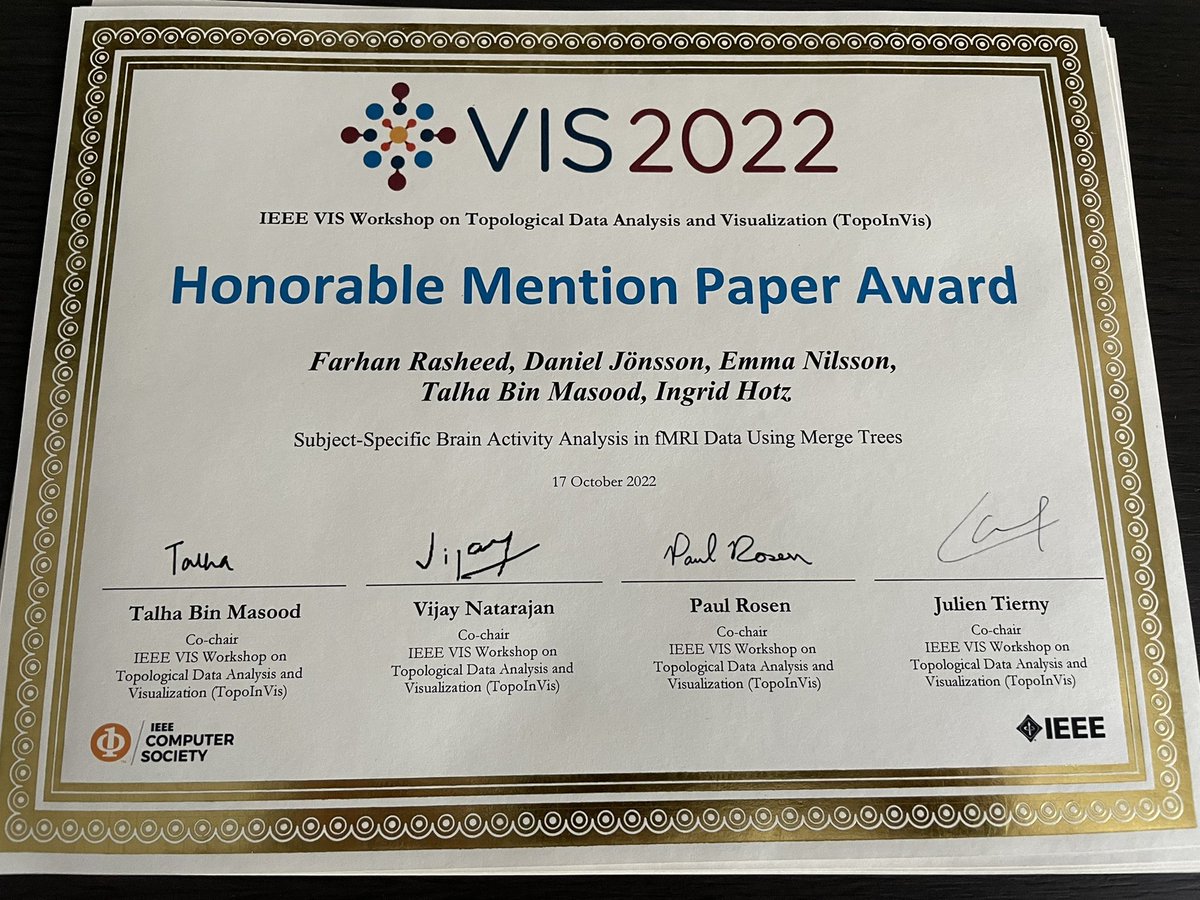 VIS2022
IEEE VIS Workshop on Topological Data Analysis and Visualization (TopoInVis)
Honorable Mention Paper Award
Farhan Rasheed, Daniel Jönsson, Emma Nilsson,
Talha Bin Masood, Ingrid Hotz
Subject-Specific Brain Activity Analysis in fMRI Data Using Merge Trees
17 October 2022
Talha
Vijay
Paul Rosen
Talha Bin Masood
Co-chair
IEEE VIS Workshop on
Topological Data Analysis and
Visualization (TopoInVis)
Vijay Natarajan
Co-chair
IEEE VIS Workshop on
Topological Data Analysis and
Visualization (TopoInVis)
Paul Rosen
Co-chair
IEEE VIS Workshop on
Topological Data Analysis and
Visualization (TopoInVis)
Julien Tierny
Co-chair
IEEE VIS Workshop on
Topological Data Analysis and
Visualization (TopoInVis)
IEEE
COMPUTER
SOCIETY
IEEE